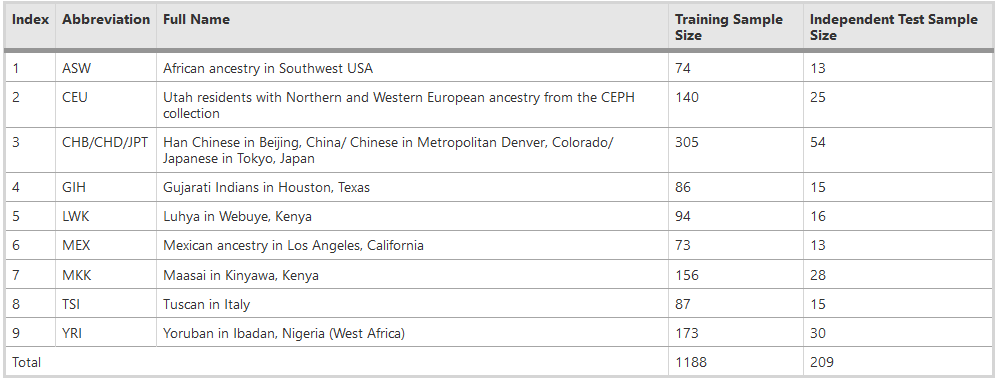 Index Abbreviation Full Name Training Sample Size Independent Test Sample Size
1 ASW African ancestry in Southwest USA 74 13
2 CEU Utah residents with Northern and Western European ancestry from the CEPH collection 140 25
3 CHB/CHD/JPT Han Chinese in Beijing, China/ Chinese in Metropolitan Denver, Colorado/ Japanese in Tokyo, Japan 305 54
4 GIH Gujarati Indians in Houston, Texas 86 15
5 LWK Luhya in Webuye, Kenya 94 16
6 MEX Mexican ancestry in Los Angeles, California 73 13
7 MKK Maasai in Kinyawa, Kenya 156 28
8 TSI Tuscan in Italy 87 15
9 YRI Yoruban in Ibadan, Nigeria (West Africa) 173 30
Total 1188 209